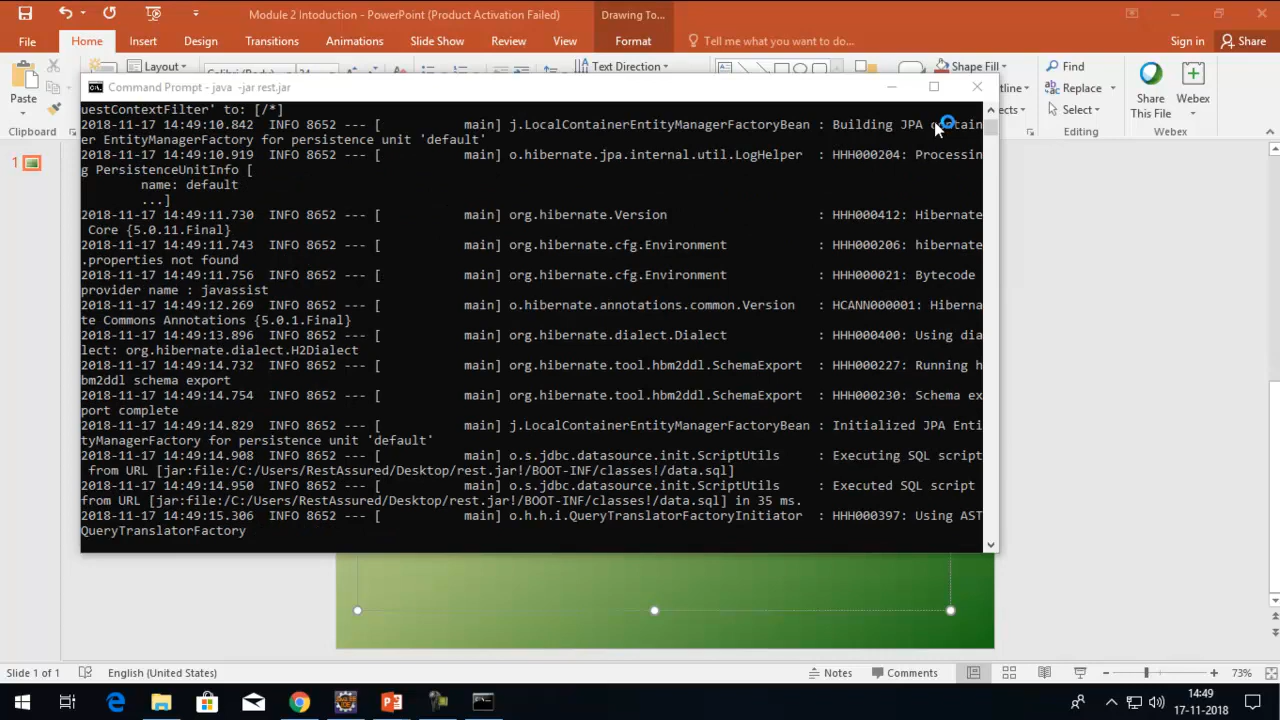 Module 2 Intoduction - PowerPoint (Product Activation Failed)
Drawing To...
File
Home
Insert
Design
Transitions
Animations
Slide Show
Review
View
Format
Tell me what you want to do...
Sign in
Share
Layout
Text Direction
Shape Fill
Find
Replace
Select
Paste
Share
This File
Webex
Clipboard
Editing
Webex
Command Prompt - java -jar rest.jar
uestContextFilter' to: [/*]
2018-11-17 14:49:10.842  INFO 8652 --- [           main] j.LocalContainerEntityManagerFactoryBean : Building JPA contain
er EntityManagerFactory for persistence unit 'default'
2018-11-17 14:49:10.919  INFO 8652 --- [           main] o.hibernate.jpa.internal.util.LogHelper  : HHH000204: Processin
g PersistenceUnitInfo [
        name: default
        ...]
2018-11-17 14:49:11.730  INFO 8652 --- [           main] org.hibernate.Version                    : HHH000412: Hibernate
 Core {5.0.11.Final}
2018-11-17 14:49:11.743  INFO 8652 --- [           main] org.hibernate.cfg.Environment            : HHH000206: hibernate
.properties not found
2018-11-17 14:49:11.756  INFO 8652 --- [           main] org.hibernate.cfg.Environment            : HHH000021: Bytecode
provider name : javassist
2018-11-17 14:49:12.269  INFO 8652 --- [           main] o.hibernate.annotations.common.Version   : HCANN000001: Hiberna
te Commons Annotations {5.0.1.Final}
2018-11-17 14:49:13.896  INFO 8652 --- [           main] org.hibernate.dialect.Dialect            : HHH000400: Using dia
lect: org.hibernate.dialect.H2Dialect
2018-11-17 14:49:14.732  INFO 8652 --- [           main] org.hibernate.tool.hbm2ddl.SchemaExport  : HHH000227: Running h
bm2ddl schema export
2018-11-17 14:49:14.754  INFO 8652 --- [           main] org.hibernate.tool.hbm2ddl.SchemaExport  : HHH000230: Schema ex
port complete
2018-11-17 14:49:14.829  INFO 8652 --- [           main] j.LocalContainerEntityManagerFactoryBean : Initialized JPA Enti
tyManagerFactory for persistence unit 'default'
2018-11-17 14:49:14.908  INFO 8652 --- [           main] o.s.jdbc.datasource.init.ScriptUtils     : Executing SQL script
 from URL [jar:file:/C:/Users/RestAssured/Desktop/rest.jar!/BOOT-INF/classes!/data.sql]
2018-11-17 14:49:14.950  INFO 8652 --- [           main] o.s.jdbc.datasource.init.ScriptUtils     : Executed SQL script
from URL [jar:file:/C:/Users/RestAssured/Desktop/rest.jar!/BOOT-INF/classes!/data.sql] in 35 ms.
2018-11-17 14:49:15.306  INFO 8652 --- [           main] o.h.h.i.QueryTranslatorFactoryInitiator  : HHH000397: Using AST
QueryTranslatorFactory
1
Slide 1 of 1
English (United States)
Notes
Comments
73%
14:49
17-11-2018